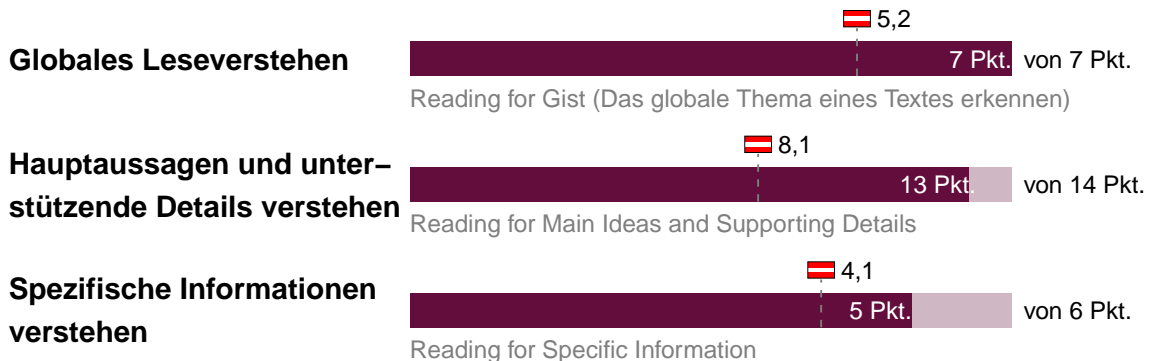 5,2
Globales Leseverstehen 7 Pkt. von 7 Pkt.
Reading for Gist (Das globale Thema eines Textes erkennen)
8,1
Hauptaussagen und unter–
stützende Details verstehen 13 Pkt. von 14 Pkt.
Reading for Main Ideas and Supporting Details
4,1
Spezifische Informationen
verstehen 5 Pkt. von 6 Pkt.
Reading for Specific Information